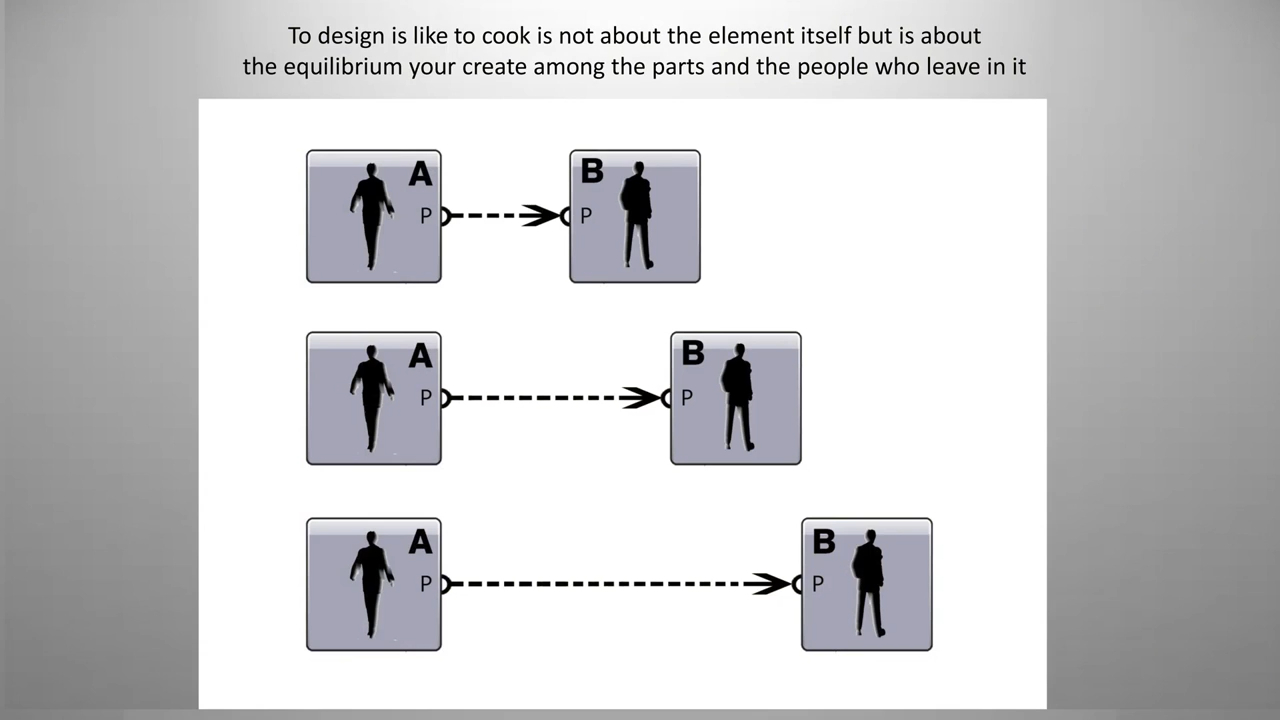 To design is like to cook is not about the element itself but is about
the equilibrium your create among the parts and the people who leave in it
A B
P P
A B
P P
A B
P P